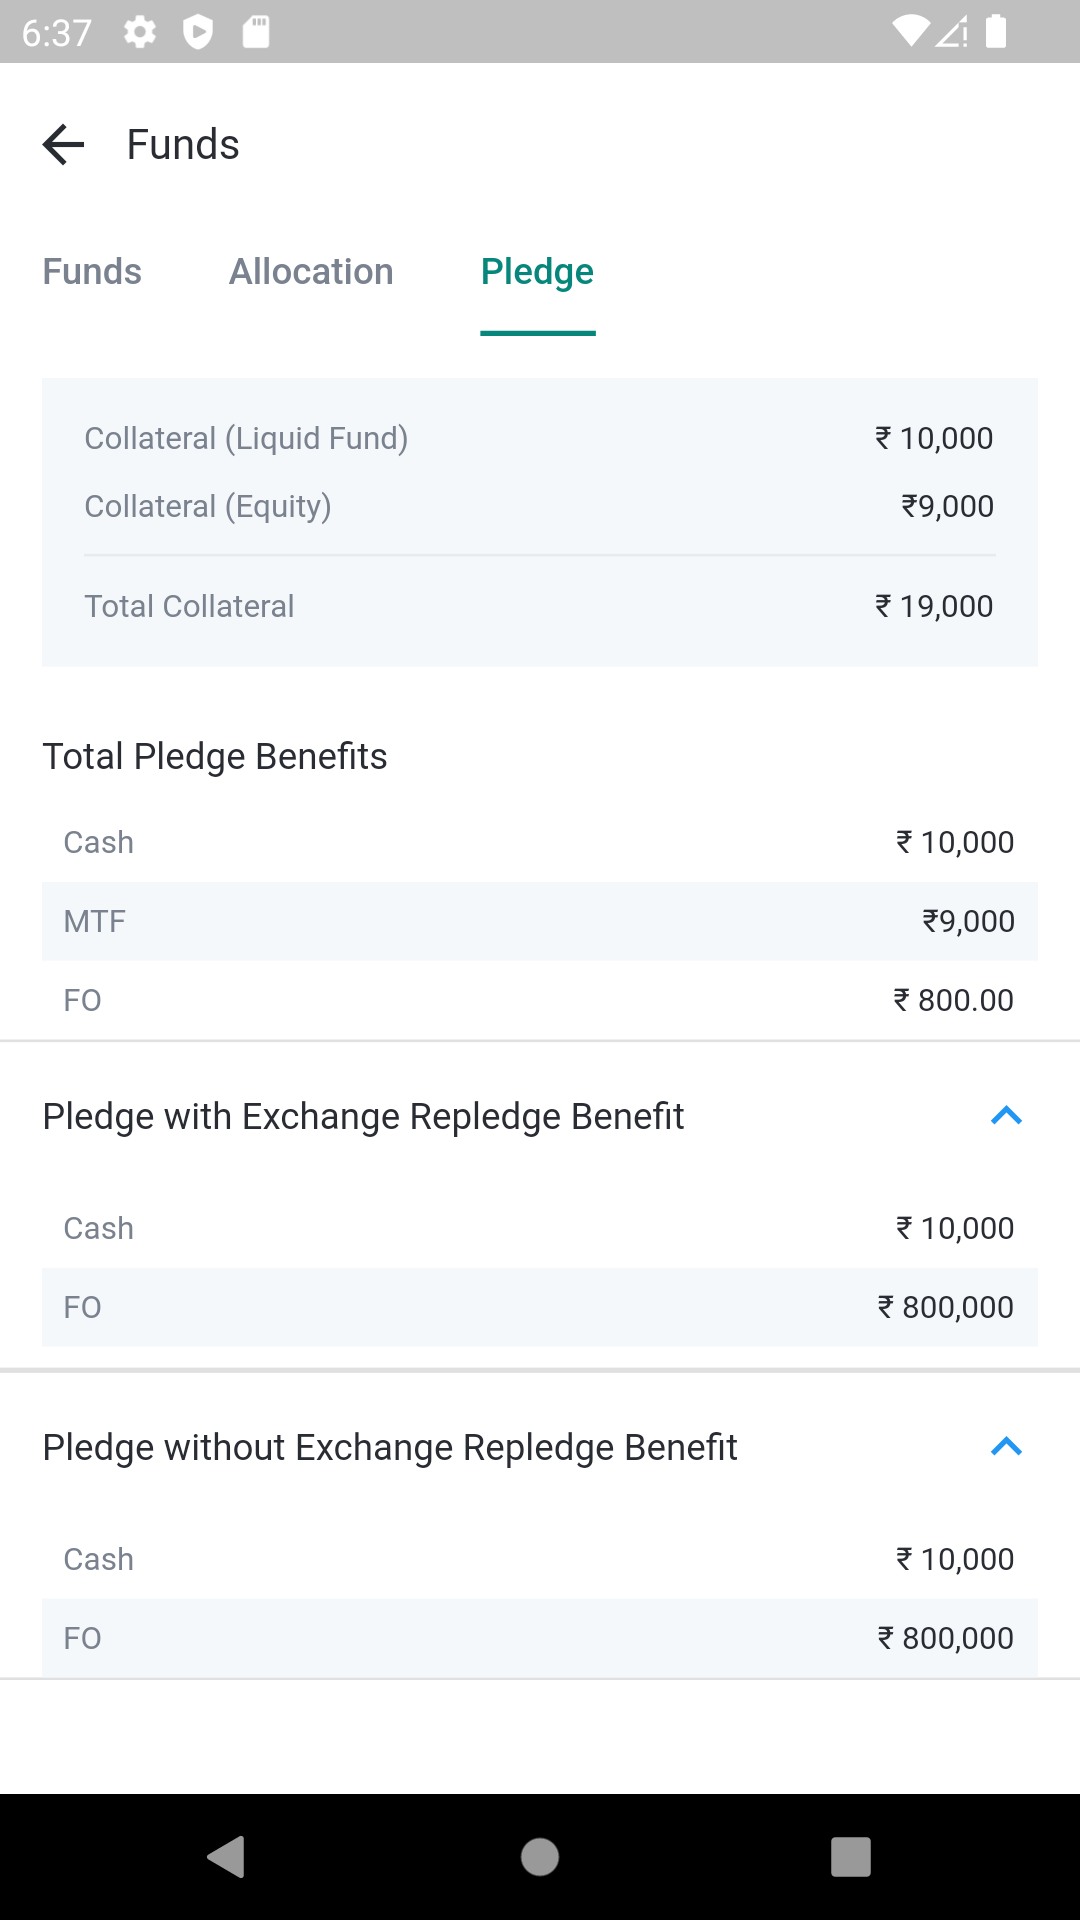 6:37
Funds
Funds Allocation Pledge
Collateral (Liquid Fund) ₹ 10,000
Collateral (Equity) ₹9,000
Total Collateral ₹ 19,000
Total Pledge Benefits
Cash ₹ 10,000
MTF ₹9,000
FO ₹ 800.00
Pledge with Exchange Repledge Benefit
Cash ₹ 10,000
FO ₹ 800,000
Pledge without Exchange Repledge Benefit
Cash ₹ 10,000
FO ₹ 800,000